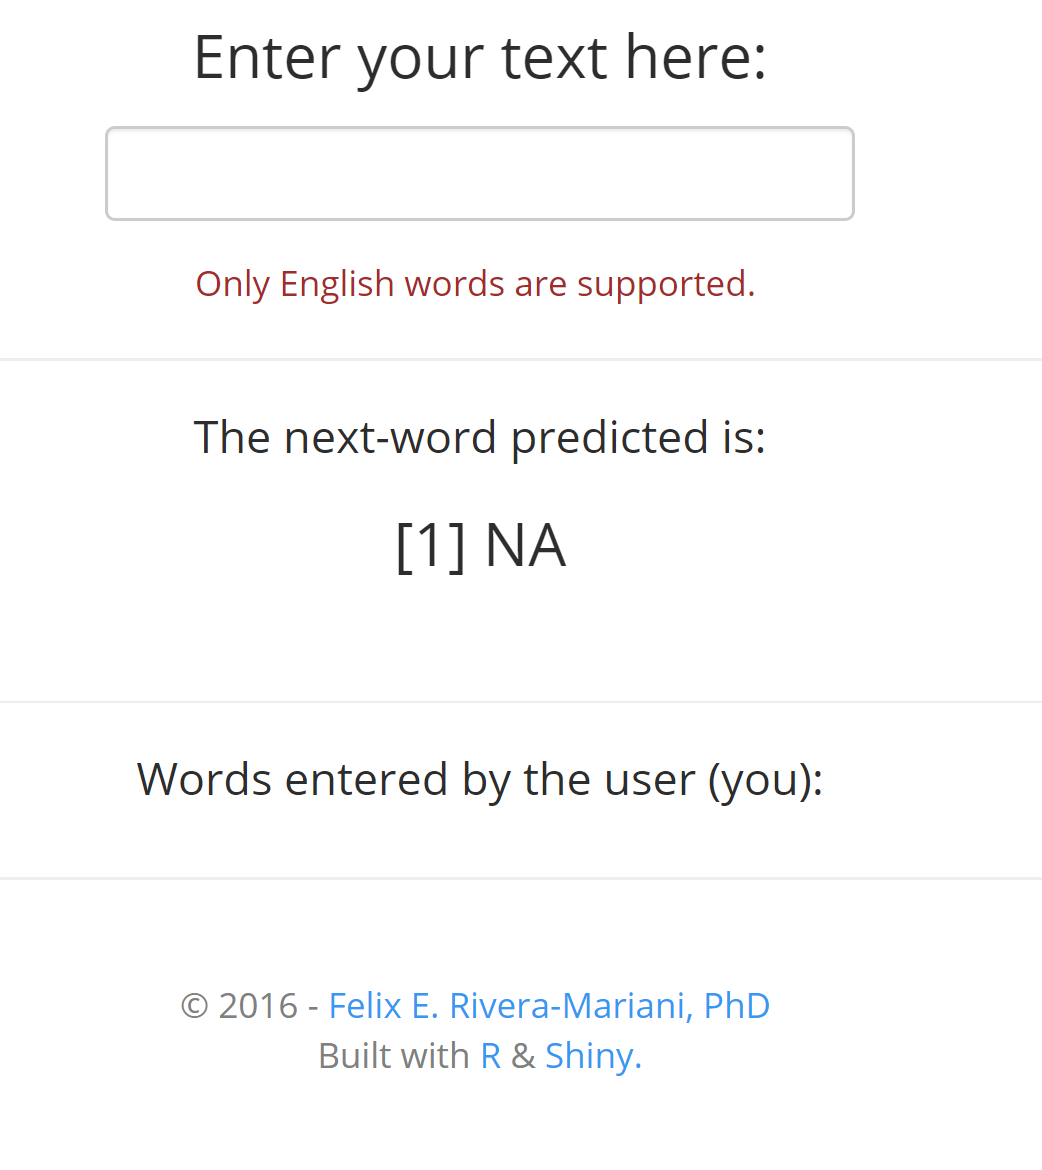 Enter your text here:
Only English words are supported.
The next-word predicted is:
[1] NA
Words entered by the user (you):
© 2016 - Felix E. Rivera-Mariani, PhD
Built with R & Shiny.